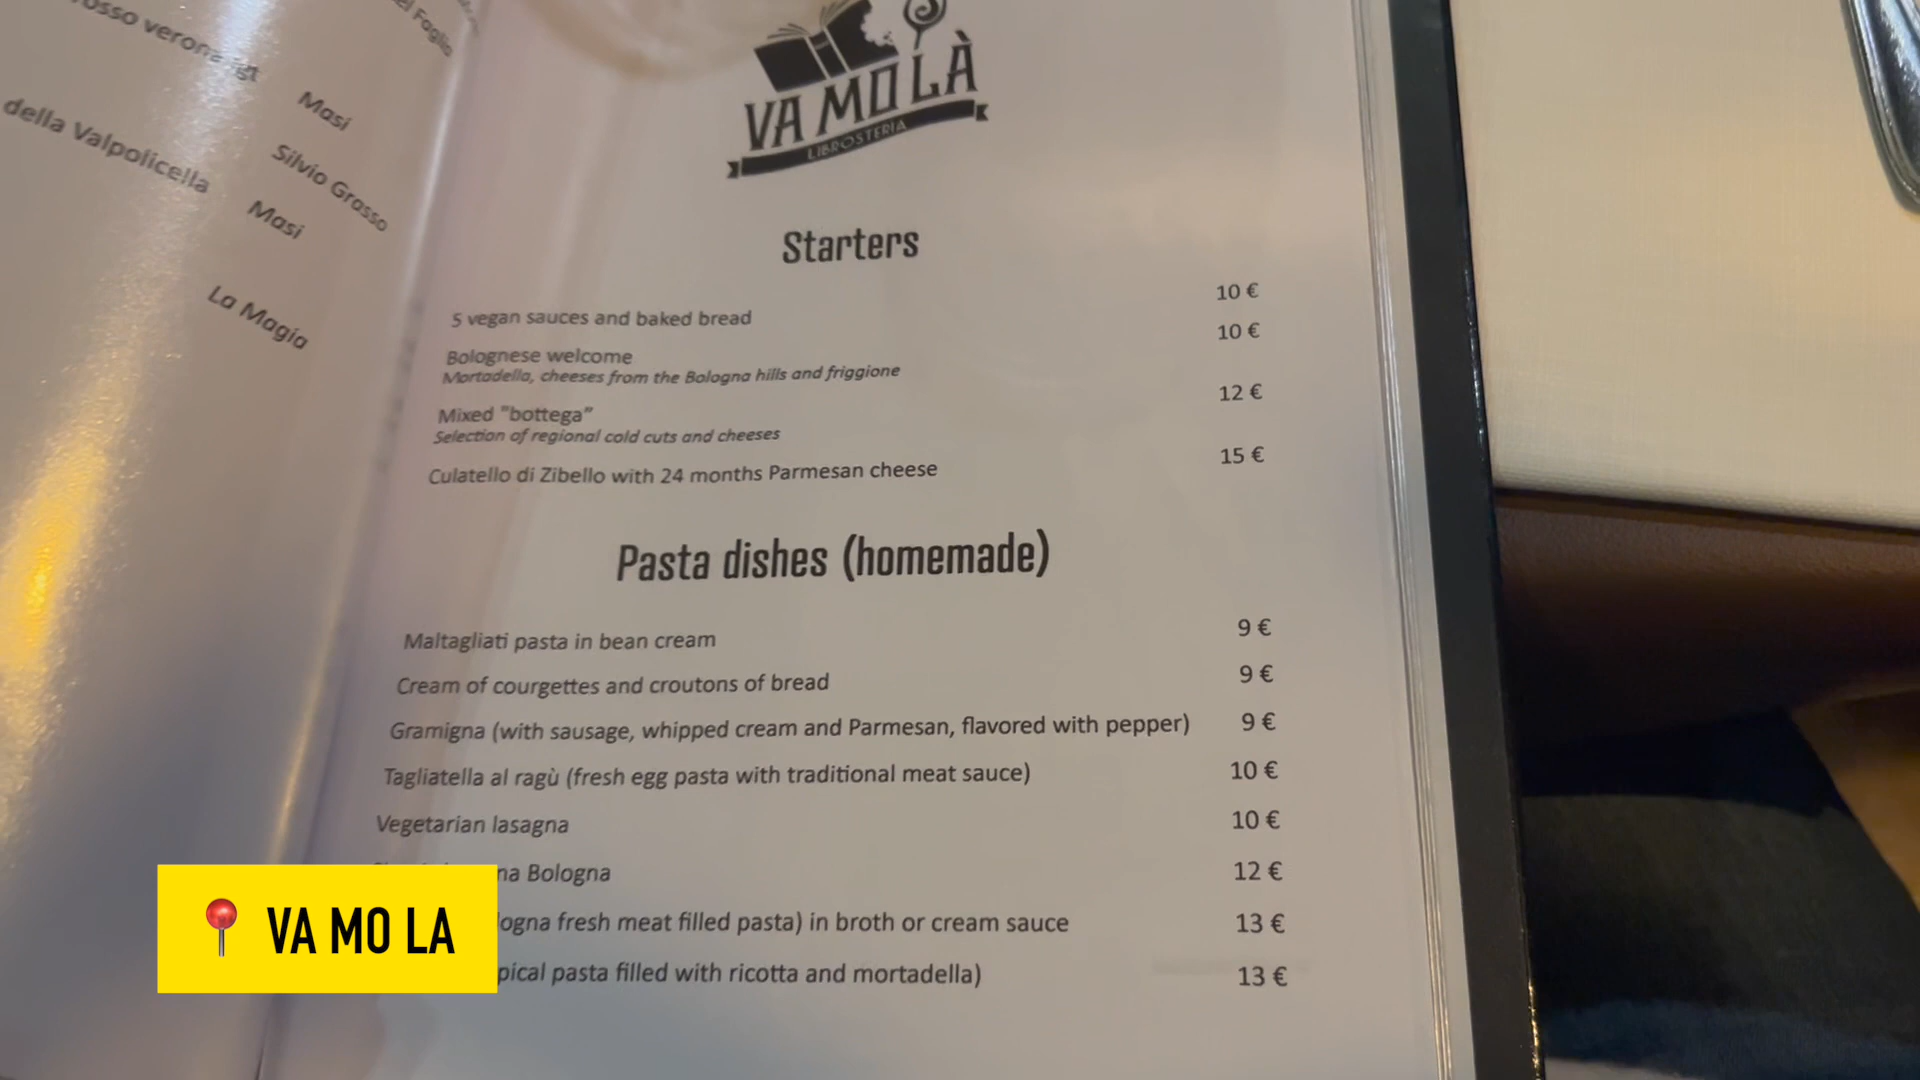 verona
della Valpolicella
Masi
Silvio Grasso
Masi
La Magia
VA MO LÀ
LIBROSTERIA
Starters
5 vegan sauces and baked bread 10 €
Bolognese welcome 10 €
Mortadella, cheeses from the Bologna hills and friggione
Mixed "bottega" 12 €
Selection of regional cold cuts and cheeses
Culatello di Zibello with 24 months Parmesan cheese 15 €
Pasta dishes (homemade)
Maltagliati pasta in bean cream 9 €
Cream of courgettes and croutons of bread 9 €
Gramigna (with sausage, whipped cream and Parmesan, flavored with pepper) 9 €
Tagliatella al ragù (fresh egg pasta with traditional meat sauce) 10 €
Vegetarian lasagna 10 €
Bologna 12 €
fresh meat filled pasta) in broth or cream sauce 13 €
pasta filled with ricotta and mortadella) 13 €
VA MO LA